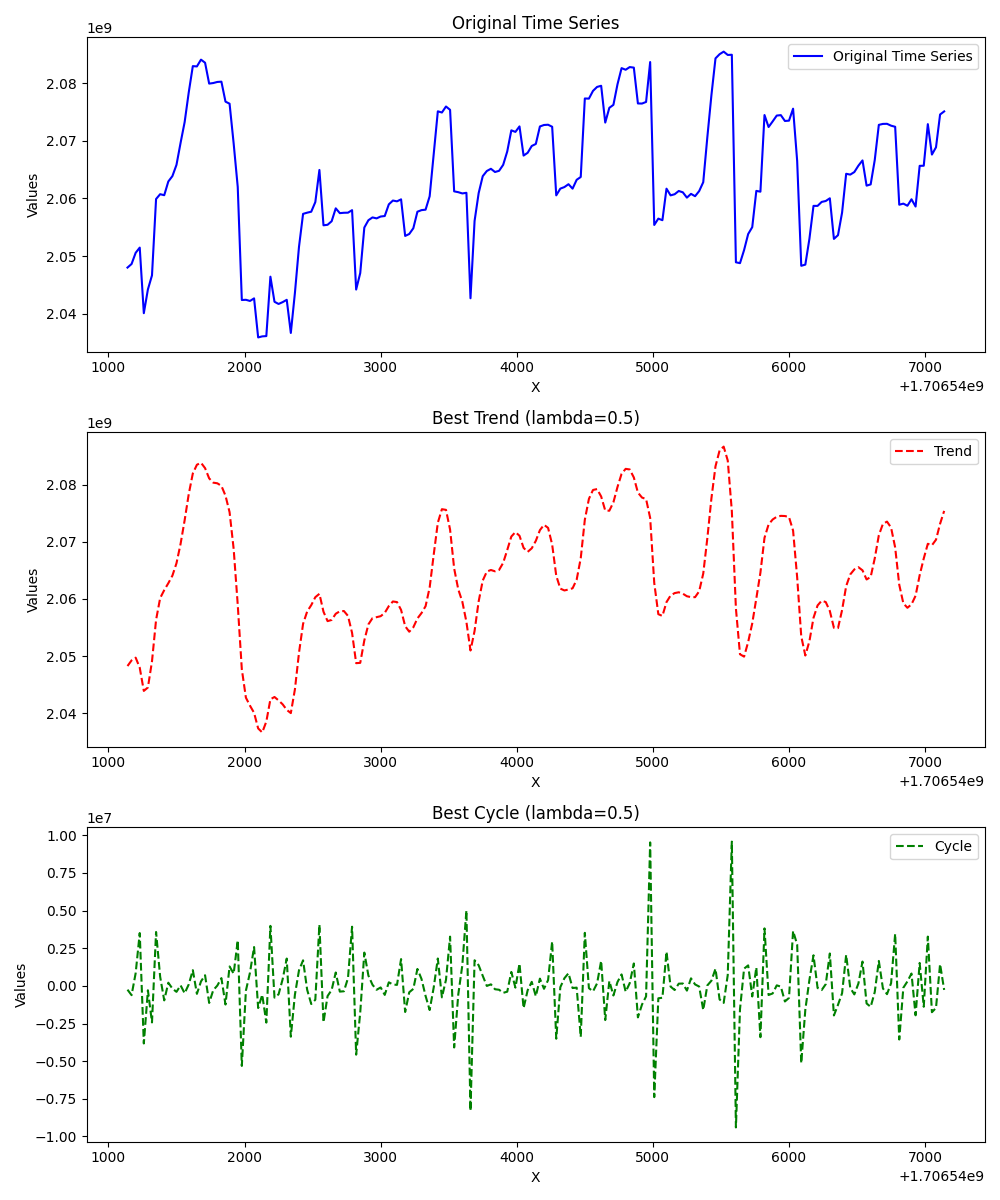 Original Time Series
1e9
Original Time Series
2.08
2.07
2.06
2.05
2.04
Values
1000 2000 3000 4000 5000 6000 7000
X
+1.70654e9
Best Trend (lambda=0.5)
1e9
Trend
2.08
2.07
2.06
2.05
2.04
Values
1000 2000 3000 4000 5000 6000 7000
X
+1.70654e9
Best Cycle (lambda=0.5)
1e7
Cycle
1.00
0.75
0.50
0.25
0.00
−0.25
−0.50
−0.75
−1.00
Values
1000 2000 3000 4000 5000 6000 7000
X
+1.70654e9